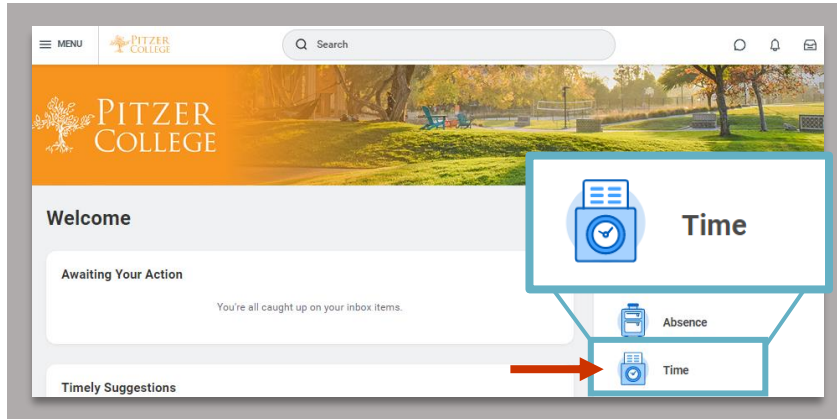 MENU
PITZER
COLLEGE
Search
PITZER
COLLEGE
Time
Welcome
Awaiting Your Action
You're all caught up on your inbox items.
Absence
Time
Timely Suggestions